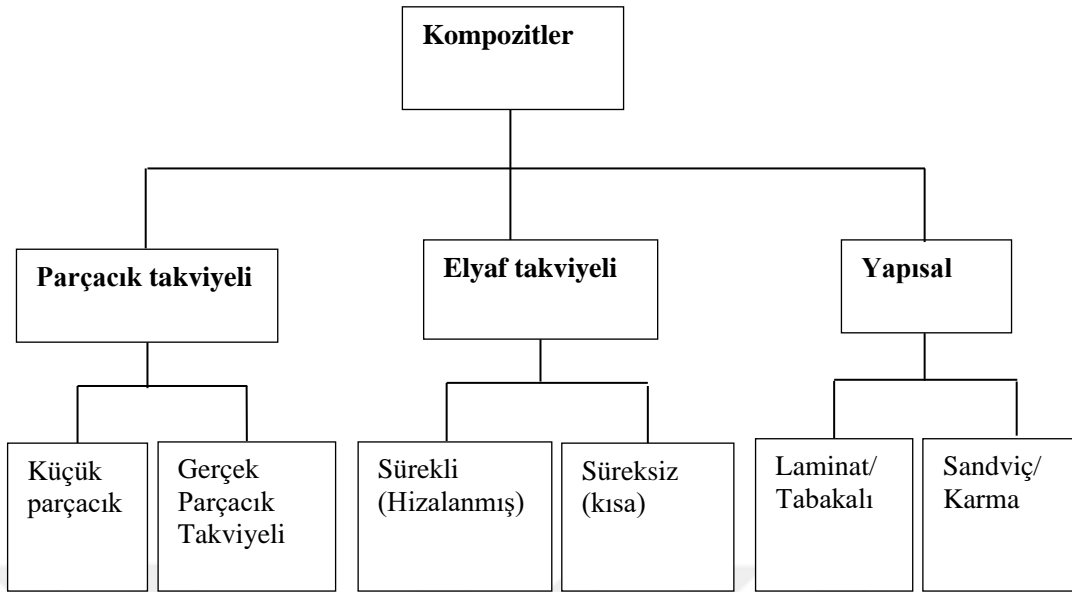 Kompozitler
Parçacık takviyeli
Elyaf takviyeli
Yapısal
Küçük
parçacık
Gerçek
Parçacık
Takviyeli
Sürekli
(Hizalanmış)
Süreksiz
(kısa)
Laminat/
Tabakalı
Sandviç/
Karma